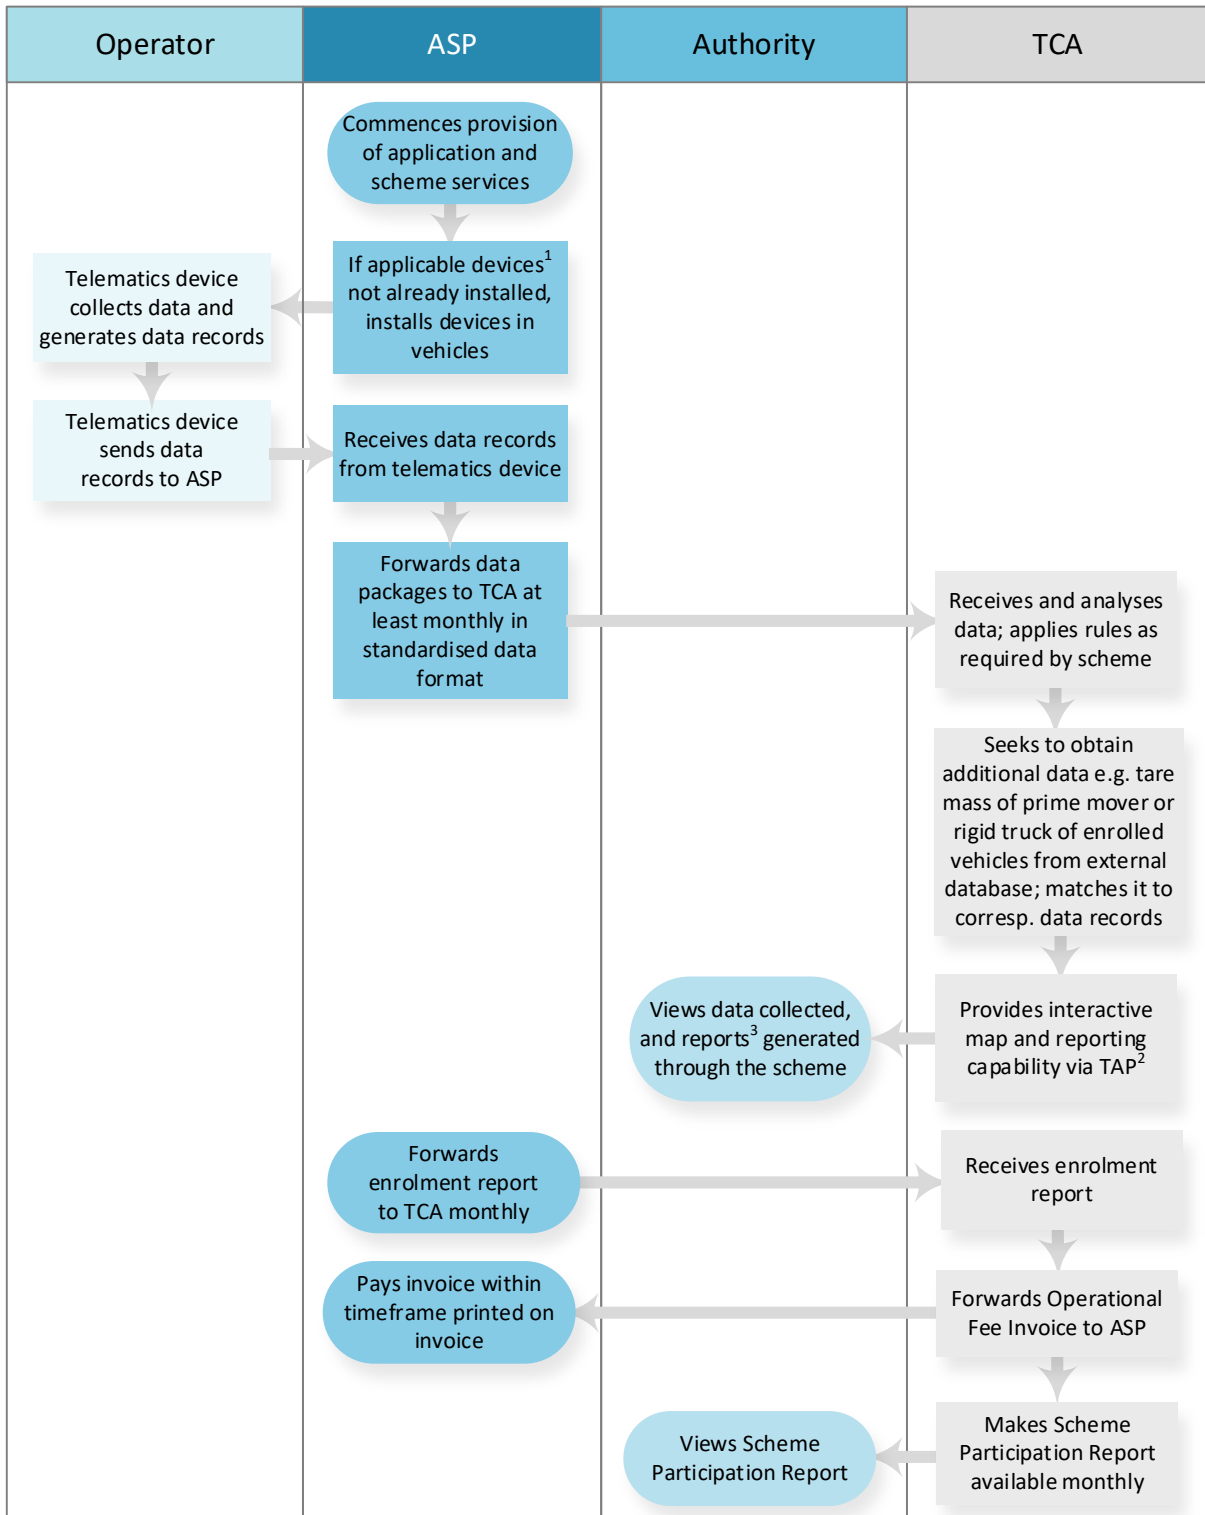 Operator
ASP
Authority
TCA
Commences provision
of application and
scheme services
If applicable devices¹
not already installed,
installs devices in
vehicles
Telematics device
collects data and
generates data records
Telematics device
sends data
records to ASP
Receives data records
from telematics device
Forwards data
packages to TCA at
least monthly in
standardised data
format
Receives and analyses
data; applies rules as
required by scheme
Seeks to obtain
additional data e.g. tare
mass of prime mover or
rigid truck of enrolled
vehicles from external
database; matches it to
corresp. data records
Provides interactive
map and reporting
capability via TAP²
Views data collected,
and reports³ generated
through the scheme
Forwards
enrolment report
to TCA monthly
Receives enrolment
report
Forwards Operational
Fee Invoice to ASP
Pays invoice within
timeframe printed on
invoice
Makes Scheme
Participation Report
available monthly
Views Scheme
Participation Report